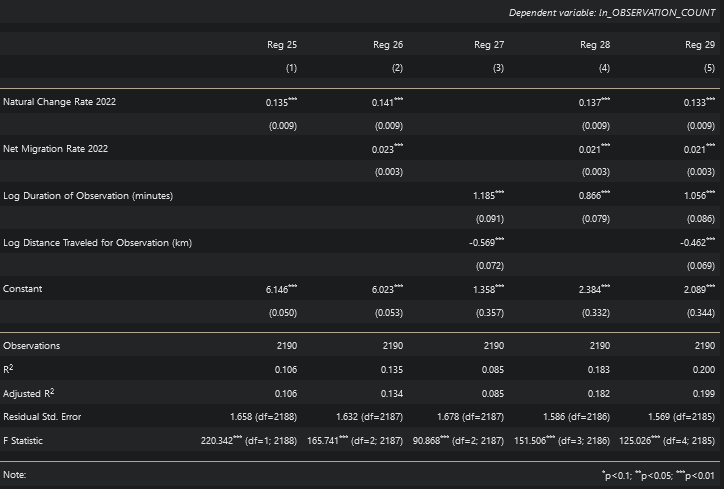 Dependent variable: ln_OBSERVATION_COUNT
Reg 25 Reg 26 Reg 27 Reg 28 Reg 29
(1) (2) (3) (4) (5)
Natural Change Rate 2022 0.135*** 0.141*** 0.137*** 0.133***
(0.009) (0.009) (0.009) (0.009)
Net Migration Rate 2022 0.023*** 0.021*** 0.021***
(0.003) (0.003) (0.003)
Log Duration of Observation (minutes) 1.185*** 0.866*** 1.056***
(0.091) (0.079) (0.086)
Log Distance Traveled for Observation (km) -0.569*** -0.462***
(0.072) (0.069)
Constant 6.146*** 6.023*** 1.358*** 2.384*** 2.089***
(0.050) (0.053) (0.357) (0.332) (0.344)
Observations 2190 2190 2190 2190 2190
R2 0.106 0.135 0.085 0.183 0.200
Adjusted R2 0.106 0.134 0.085 0.182 0.199
Residual Std. Error 1.658 (df=2188) 1.632 (df=2187) 1.678 (df=2187) 1.586 (df=2186) 1.569 (df=2185)
F Statistic 220.342*** (df=1; 2188) 165.741*** (df=2; 2187) 90.868*** (df=2; 2187) 151.506*** (df=3; 2186) 125.026*** (df=4; 2185)
Note: *p<0.1; **p<0.05; ***p<0.01